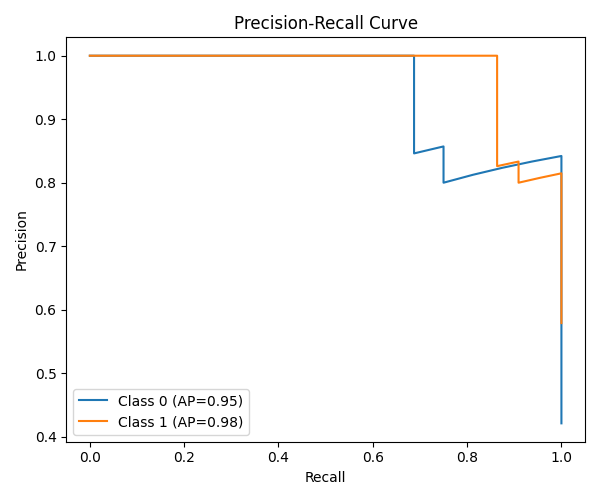 Precision-Recall Curve
1.0
0.9
0.8
0.7
0.6
0.5
0.4
Precision
Class 0 (AP=0.95)
Class 1 (AP=0.98)
0.0 0.2 0.4 0.6 0.8 1.0
Recall